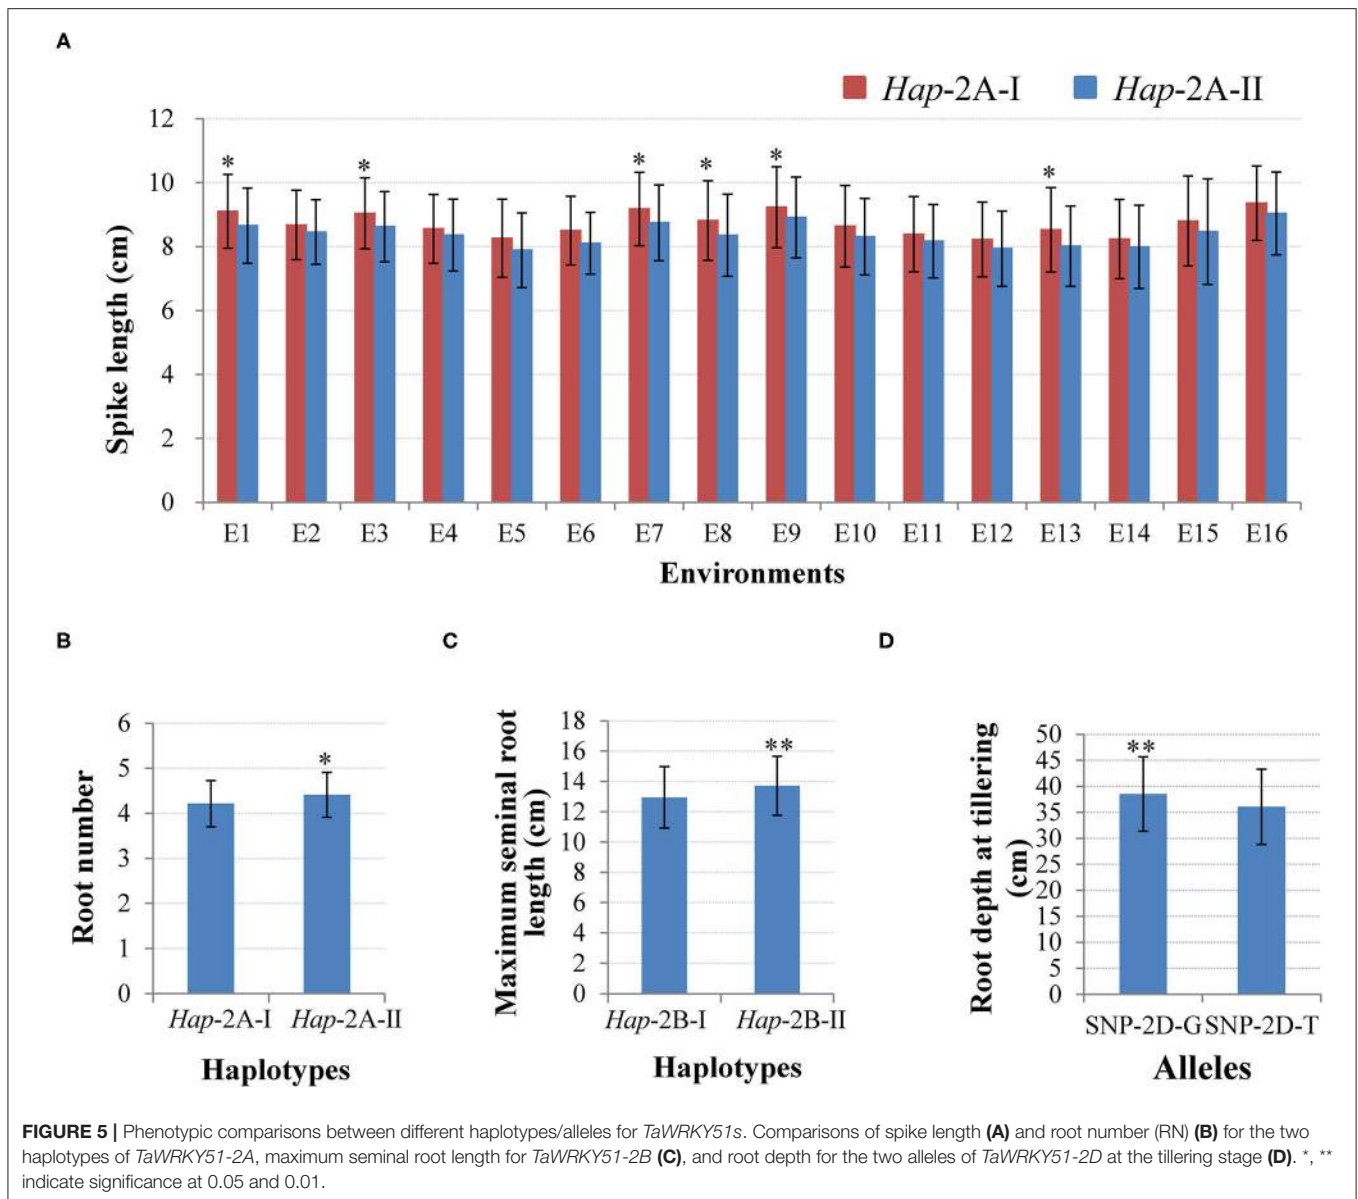 A
Hap-2A-I Hap-2A-II
12
10
8
6
4
2
0
Spike length (cm)
* * * * * *
E1 E2 E3 E4 E5 E6 E7 E8 E9 E10 E11 E12 E13 E14 E15 E16
Environments
B
6
5
4
3
2
1
0
Root number
*
Hap-2A-I Hap-2A-II
Haplotypes
C
18
16
14
12
10
8
6
4
2
0
Maximum seminal root
length (cm)
**
Hap-2B-I Hap-2B-II
Haplotypes
D
50
45
40
35
30
25
20
15
10
5
0
Root depth at tillering
(cm)
**
SNP-2D-G SNP-2D-T
Alleles
FIGURE 5 | Phenotypic comparisons between different haplotypes/alleles for TaWRKY51s. Comparisons of spike length (A) and root number (RN) (B) for the two
haplotypes of TaWRKY51-2A, maximum seminal root length for TaWRKY51-2B (C), and root depth for the two alleles of TaWRKY51-2D at the tillering stage (D). *, **
indicate significance at 0.05 and 0.01.